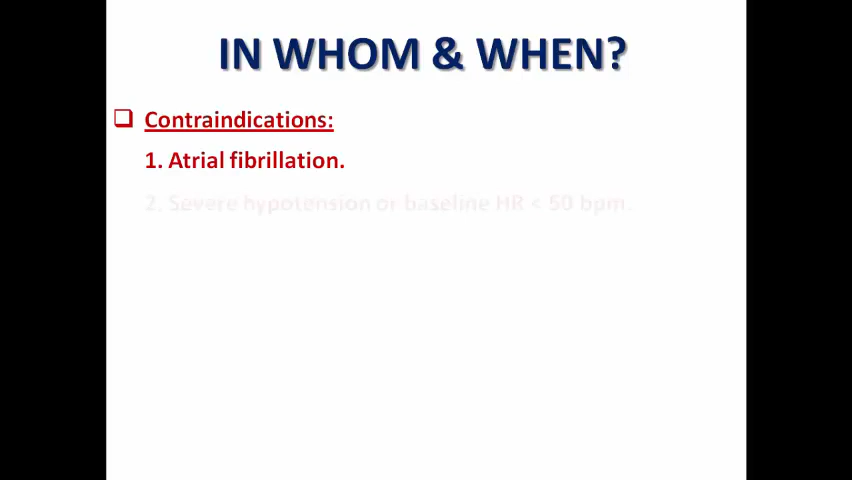 IN WHOM & WHEN?
Contraindications:
1. Atrial fibrillation.
2. Severe hypotension or baseline HR < 50 bpm.